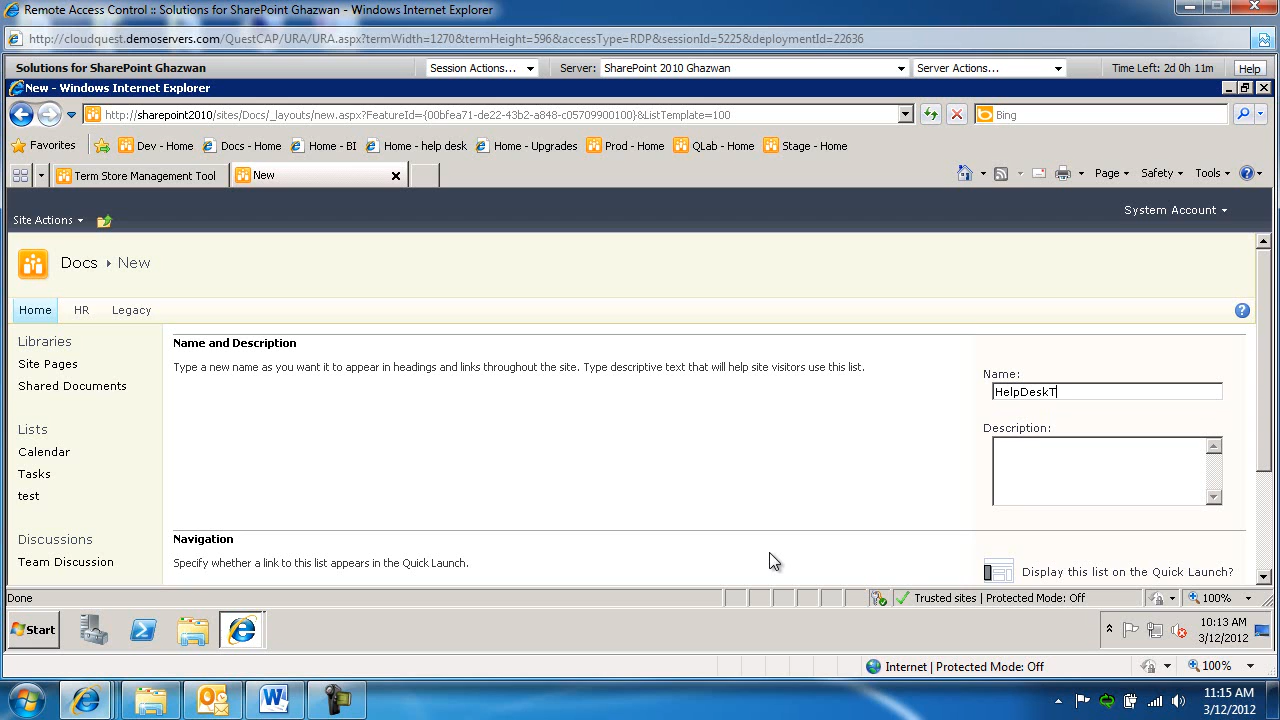 Remote Access Control :: Solutions for SharePoint Ghazwan - Windows Internet Explorer
http://cloudquest.demoservers.com/QuestCAP/URA/URA.aspx?termWidth=1270&termHeight=596&accessType=RDP&sessionId=5225&deploymentId=22636
Solutions for SharePoint Ghazwan Session Actions... Server: SharePoint 2010 Ghazwan Server Actions... Time Left: 2d 0h 11m Help
New - Windows Internet Explorer
http://sharepoint2010/sites/Docs/_layouts/new.aspx?FeatureId={00bfea71-de22-43b2-a848-c05709900100}&ListTemplate=100 Bing
Favorites Dev - Home Docs - Home Home - BI Home - help desk Home - Upgrades Prod - Home QLab - Home Stage - Home
Term Store Management Tool New Page Safety Tools
Site Actions System Account
Docs New
Home HR Legacy
Libraries
Site Pages
Shared Documents
Lists
Calendar
Tasks
test
Discussions
Team Discussion
Name and Description
Type a new name as you want it to appear in headings and links throughout the site. Type descriptive text that will help site visitors use this list.
Name:
HelpDeskT
Description:
Navigation
Specify whether a link to this list appears in the Quick Launch.
Display this list on the Quick Launch?
Done Trusted sites | Protected Mode: Off 100%
Start 10:13 AM
3/12/2012
Internet | Protected Mode: Off 100%
11:15 AM
3/12/2012